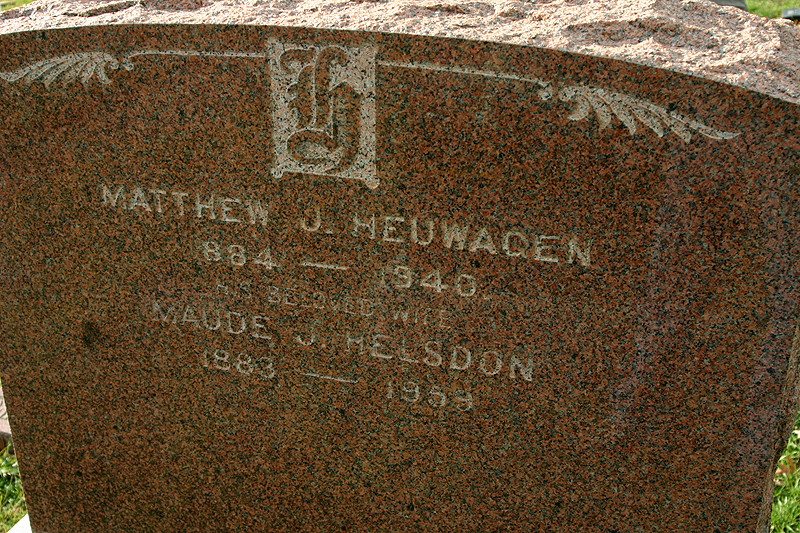 H
MATTHEW J. HEUWAGEN
1884 — 1940
HIS BELOVED WIFE
MAUDE J. HELSDON
1883 — 1959